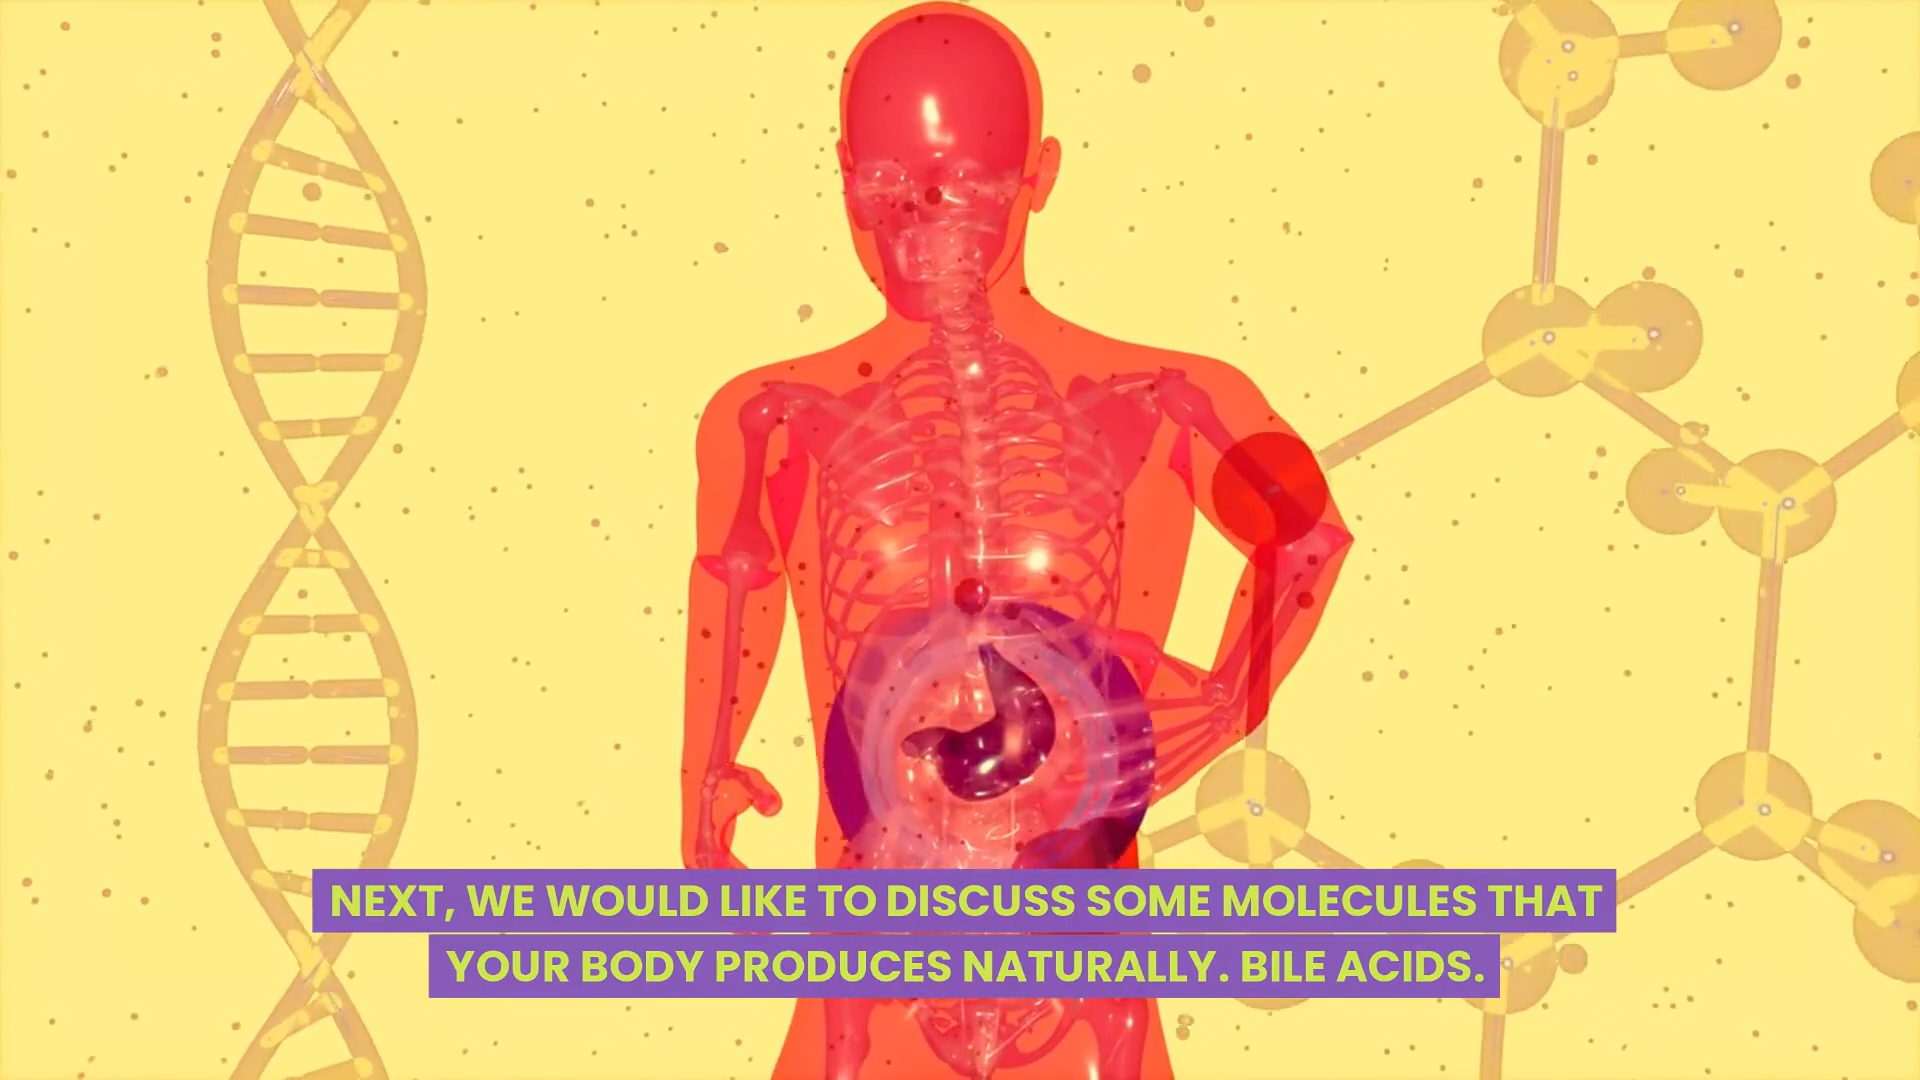 NEXT, WE WOULD LIKE TO DISCUSS SOME MOLECULES THAT
YOUR BODY PRODUCES NATURALLY. BILE ACIDS.